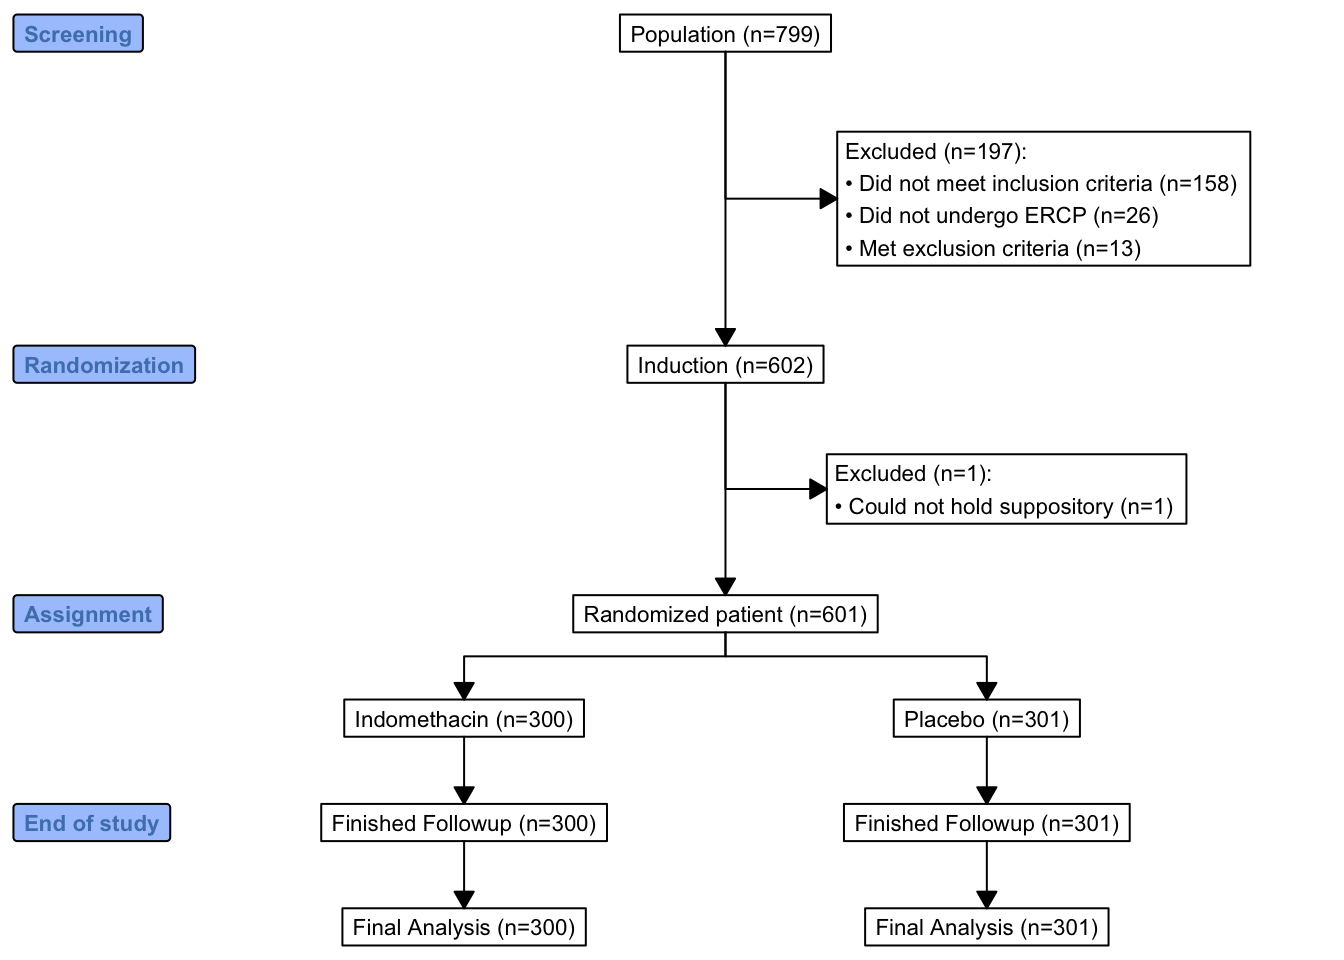 Screening
Population (n=799)
Excluded (n=197):
• Did not meet inclusion criteria (n=158)
• Did not undergo ERCP (n=26)
• Met exclusion criteria (n=13)
Randomization
Induction (n=602)
Excluded (n=1):
• Could not hold suppository (n=1)
Assignment
Randomized patient (n=601)
Indomethacin (n=300)
Placebo (n=301)
End of study
Finished Followup (n=300)
Finished Followup (n=301)
Final Analysis (n=300)
Final Analysis (n=301)